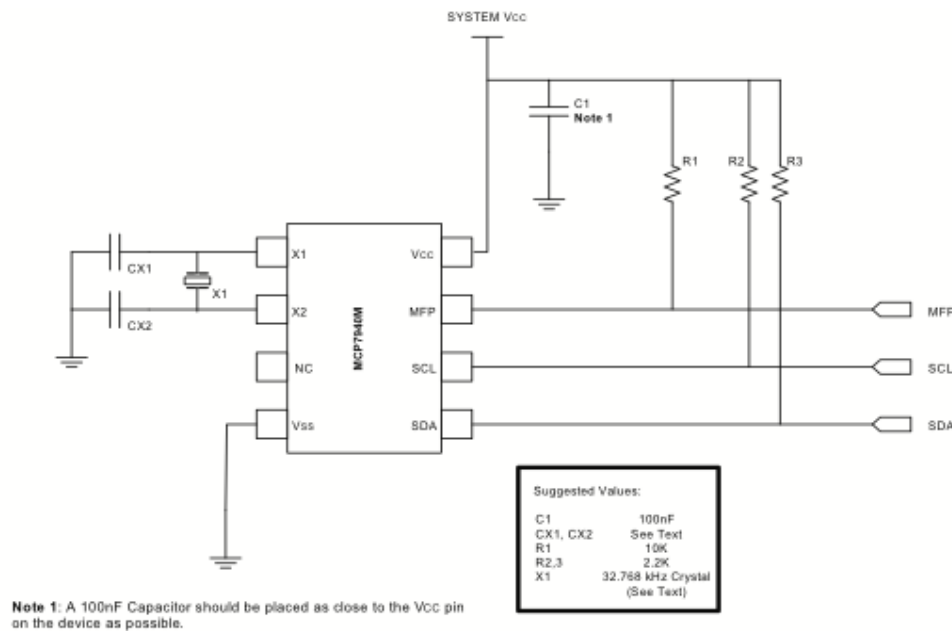 SYSTEM Vcc
C1
Note 1
R1
R2
R3
CX1
X1
CX2
X1
Vcc
X2
MFP
NC
SCL
Vss
SDA
MCP7940M
MFP
SCL
SDA
Suggested Values:
C1 100nF
CX1, CX2 See Text
R1 10K
R2,3 2.2K
X1 32.768 kHz Crystal
(See Text)
Note 1: A 100nF Capacitor should be placed as close to the Vcc pin
on the device as possible.